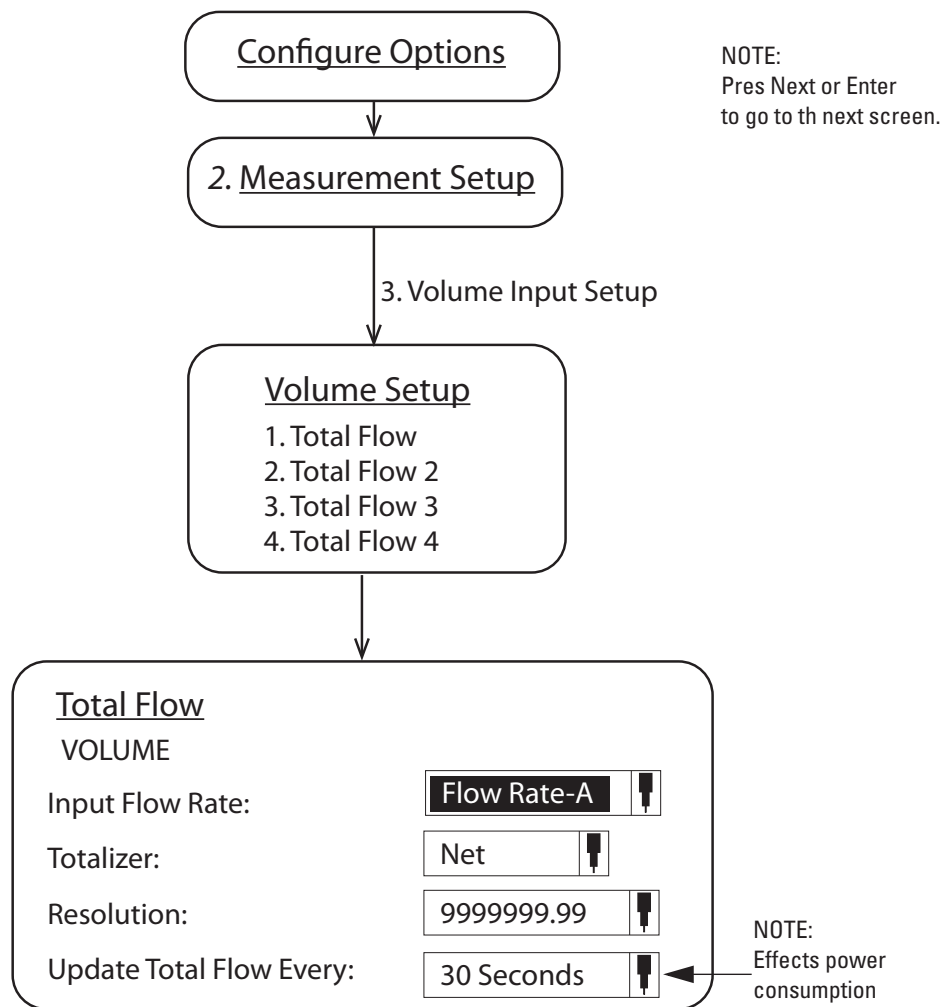 Configure Options
NOTE:
Pres Next or Enter
to go to th next screen.
2. Measurement Setup
3. Volume Input Setup
Volume Setup
1. Total Flow
2. Total Flow 2
3. Total Flow 3
4. Total Flow 4
Total Flow
VOLUME
Input Flow Rate: Flow Rate-A
Totalizer: Net
Resolution: 9999999.99
Update Total Flow Every: 30 Seconds
NOTE:
Effects power
consumption